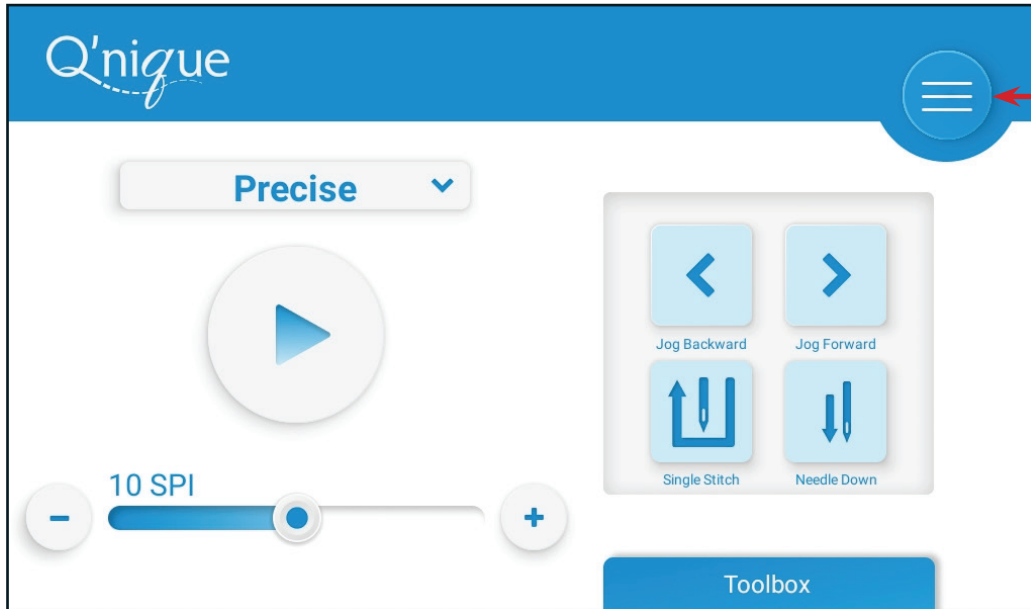 Q'nique
Precise
10 SPI
Jog Backward
Jog Forward
Single Stitch
Needle Down
Toolbox